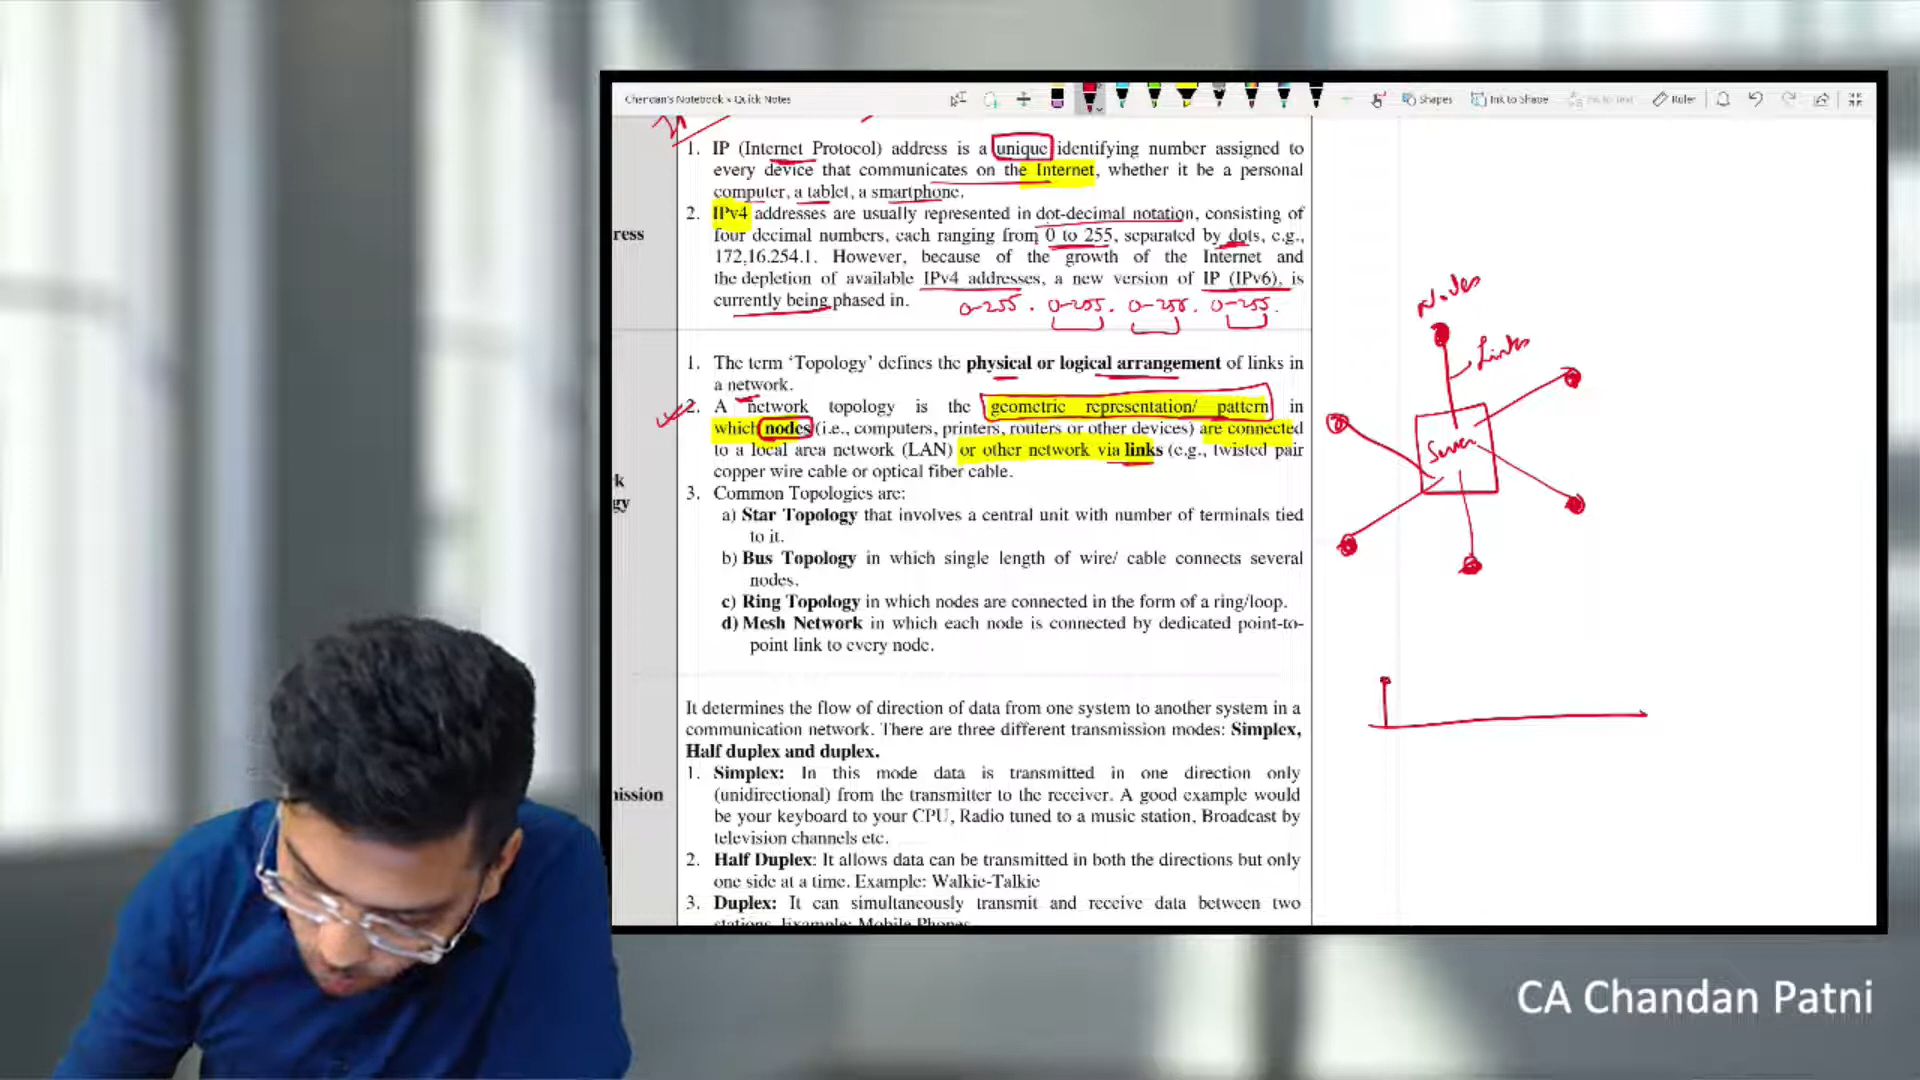 Chandan's Notebook » Quick Notes
Shapes
Ink to Shape
Ink to Text
Ruler
1. IP (Internet Protocol) address is a unique identifying number assigned to
every device that communicates on the Internet, whether it be a personal
computer, a tablet, a smartphone.
2. IPv4 addresses are usually represented in dot-decimal notation, consisting of
ress
four decimal numbers, each ranging from 0 to 255, separated by dots, e.g.,
172.16.254.1. However, because of the growth of the Internet and
the depletion of available IPv4 addresses, a new version of IP (IPv6), is
currently being phased in.
0-255 . 0-255 . 0-255 . 0-255 .
Nodes
Links
Server
1. The term ‘Topology’ defines the physical or logical arrangement of links in
a network.
2. A network topology is the geometric representation/ pattern in
which nodes (i.e., computers, printers, routers or other devices) are connected
to a local area network (LAN) or other network via links (e.g., twisted pair
copper wire cable or optical fiber cable.
k
gy
3. Common Topologies are:
a) Star Topology that involves a central unit with number of terminals tied
to it.
b) Bus Topology in which single length of wire/ cable connects several
nodes.
c) Ring Topology in which nodes are connected in the form of a ring/loop.
d) Mesh Network in which each node is connected by dedicated point-to-
point link to every node.
It determines the flow of direction of data from one system to another system in a
communication network. There are three different transmission modes: Simplex,
Half duplex and duplex.
1. Simplex: In this mode data is transmitted in one direction only
ission
(unidirectional) from the transmitter to the receiver. A good example would
be your keyboard to your CPU, Radio tuned to a music station, Broadcast by
television channels etc.
2. Half Duplex: It allows data can be transmitted in both the directions but only
one side at a time. Example: Walkie-Talkie
3. Duplex: It can simultaneously transmit and receive data between two
stations. Example: Mobile Phones
CA Chandan Patni